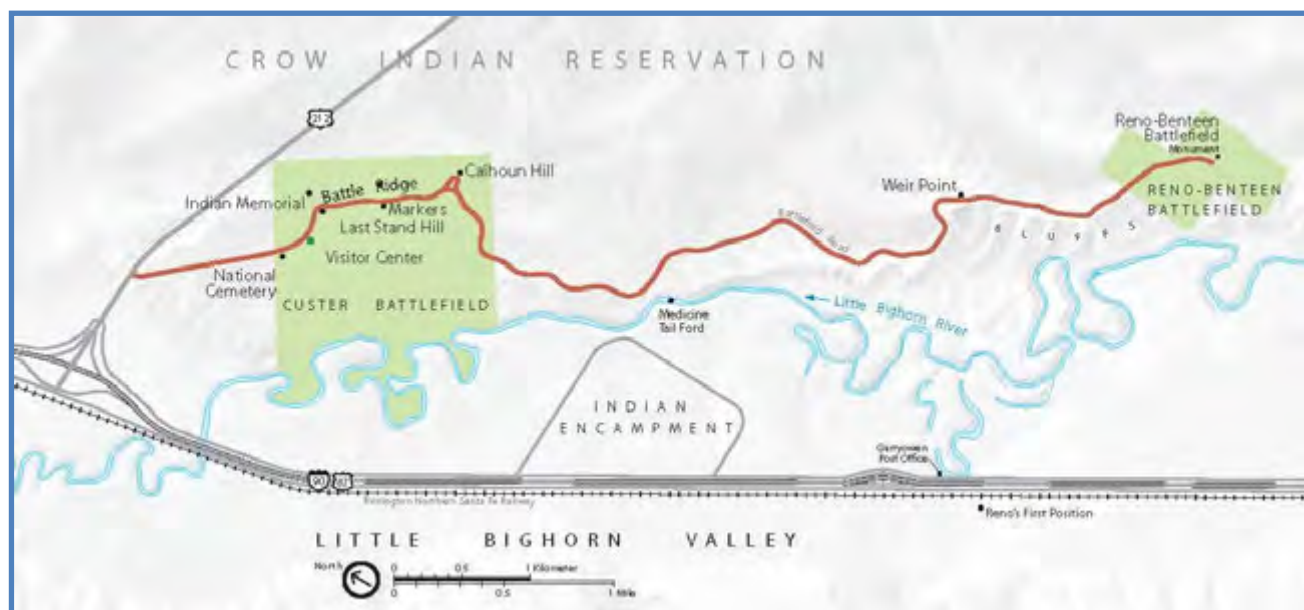 CROW INDIAN RESERVATION
212
Reno-Benteen
Battlefield
Monument
Calhoun Hill
Battle Ridge
Indian Memorial
Markers
Last Stand Hill
Weir Point
RENO-BENTEEN
BATTLEFIELD
BLUFFS
Battlefield Road
Visitor Center
National
Cemetery
CUSTER BATTLEFIELD
Medicine
Tail Ford
Little Bighorn River
INDIAN
ENCAMPMENT
Garryowen
Post Office
90
87
Burlington Northern Santa Fe Railway
Reno's First Position
LITTLE BIGHORN VALLEY
North
0 0.5 1 Kilometer
0 0.5 1 Mile